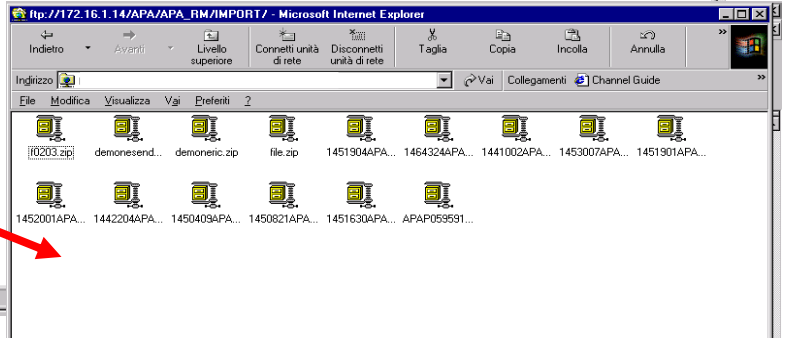 ftp://172.16.1.14/APA/APA_RM/IMPORT/ - Microsoft Internet Explorer
Indietro Avanti Livello superiore Connetti unità di rete Disconnetti unità di rete Taglia Copia Incolla Annulla »
Indirizzo Vai Collegamenti Channel Guide »
File Modifica Visualizza Vai Preferiti ?
f0203.zip demonesend... demoneric.zip file.zip 1451904APA... 1464324APA... 1441002APA... 1453007APA... 1451901APA...
1452001APA... 1442204APA... 1450409APA... 1450821APA... 1451630APA... APAP059591...